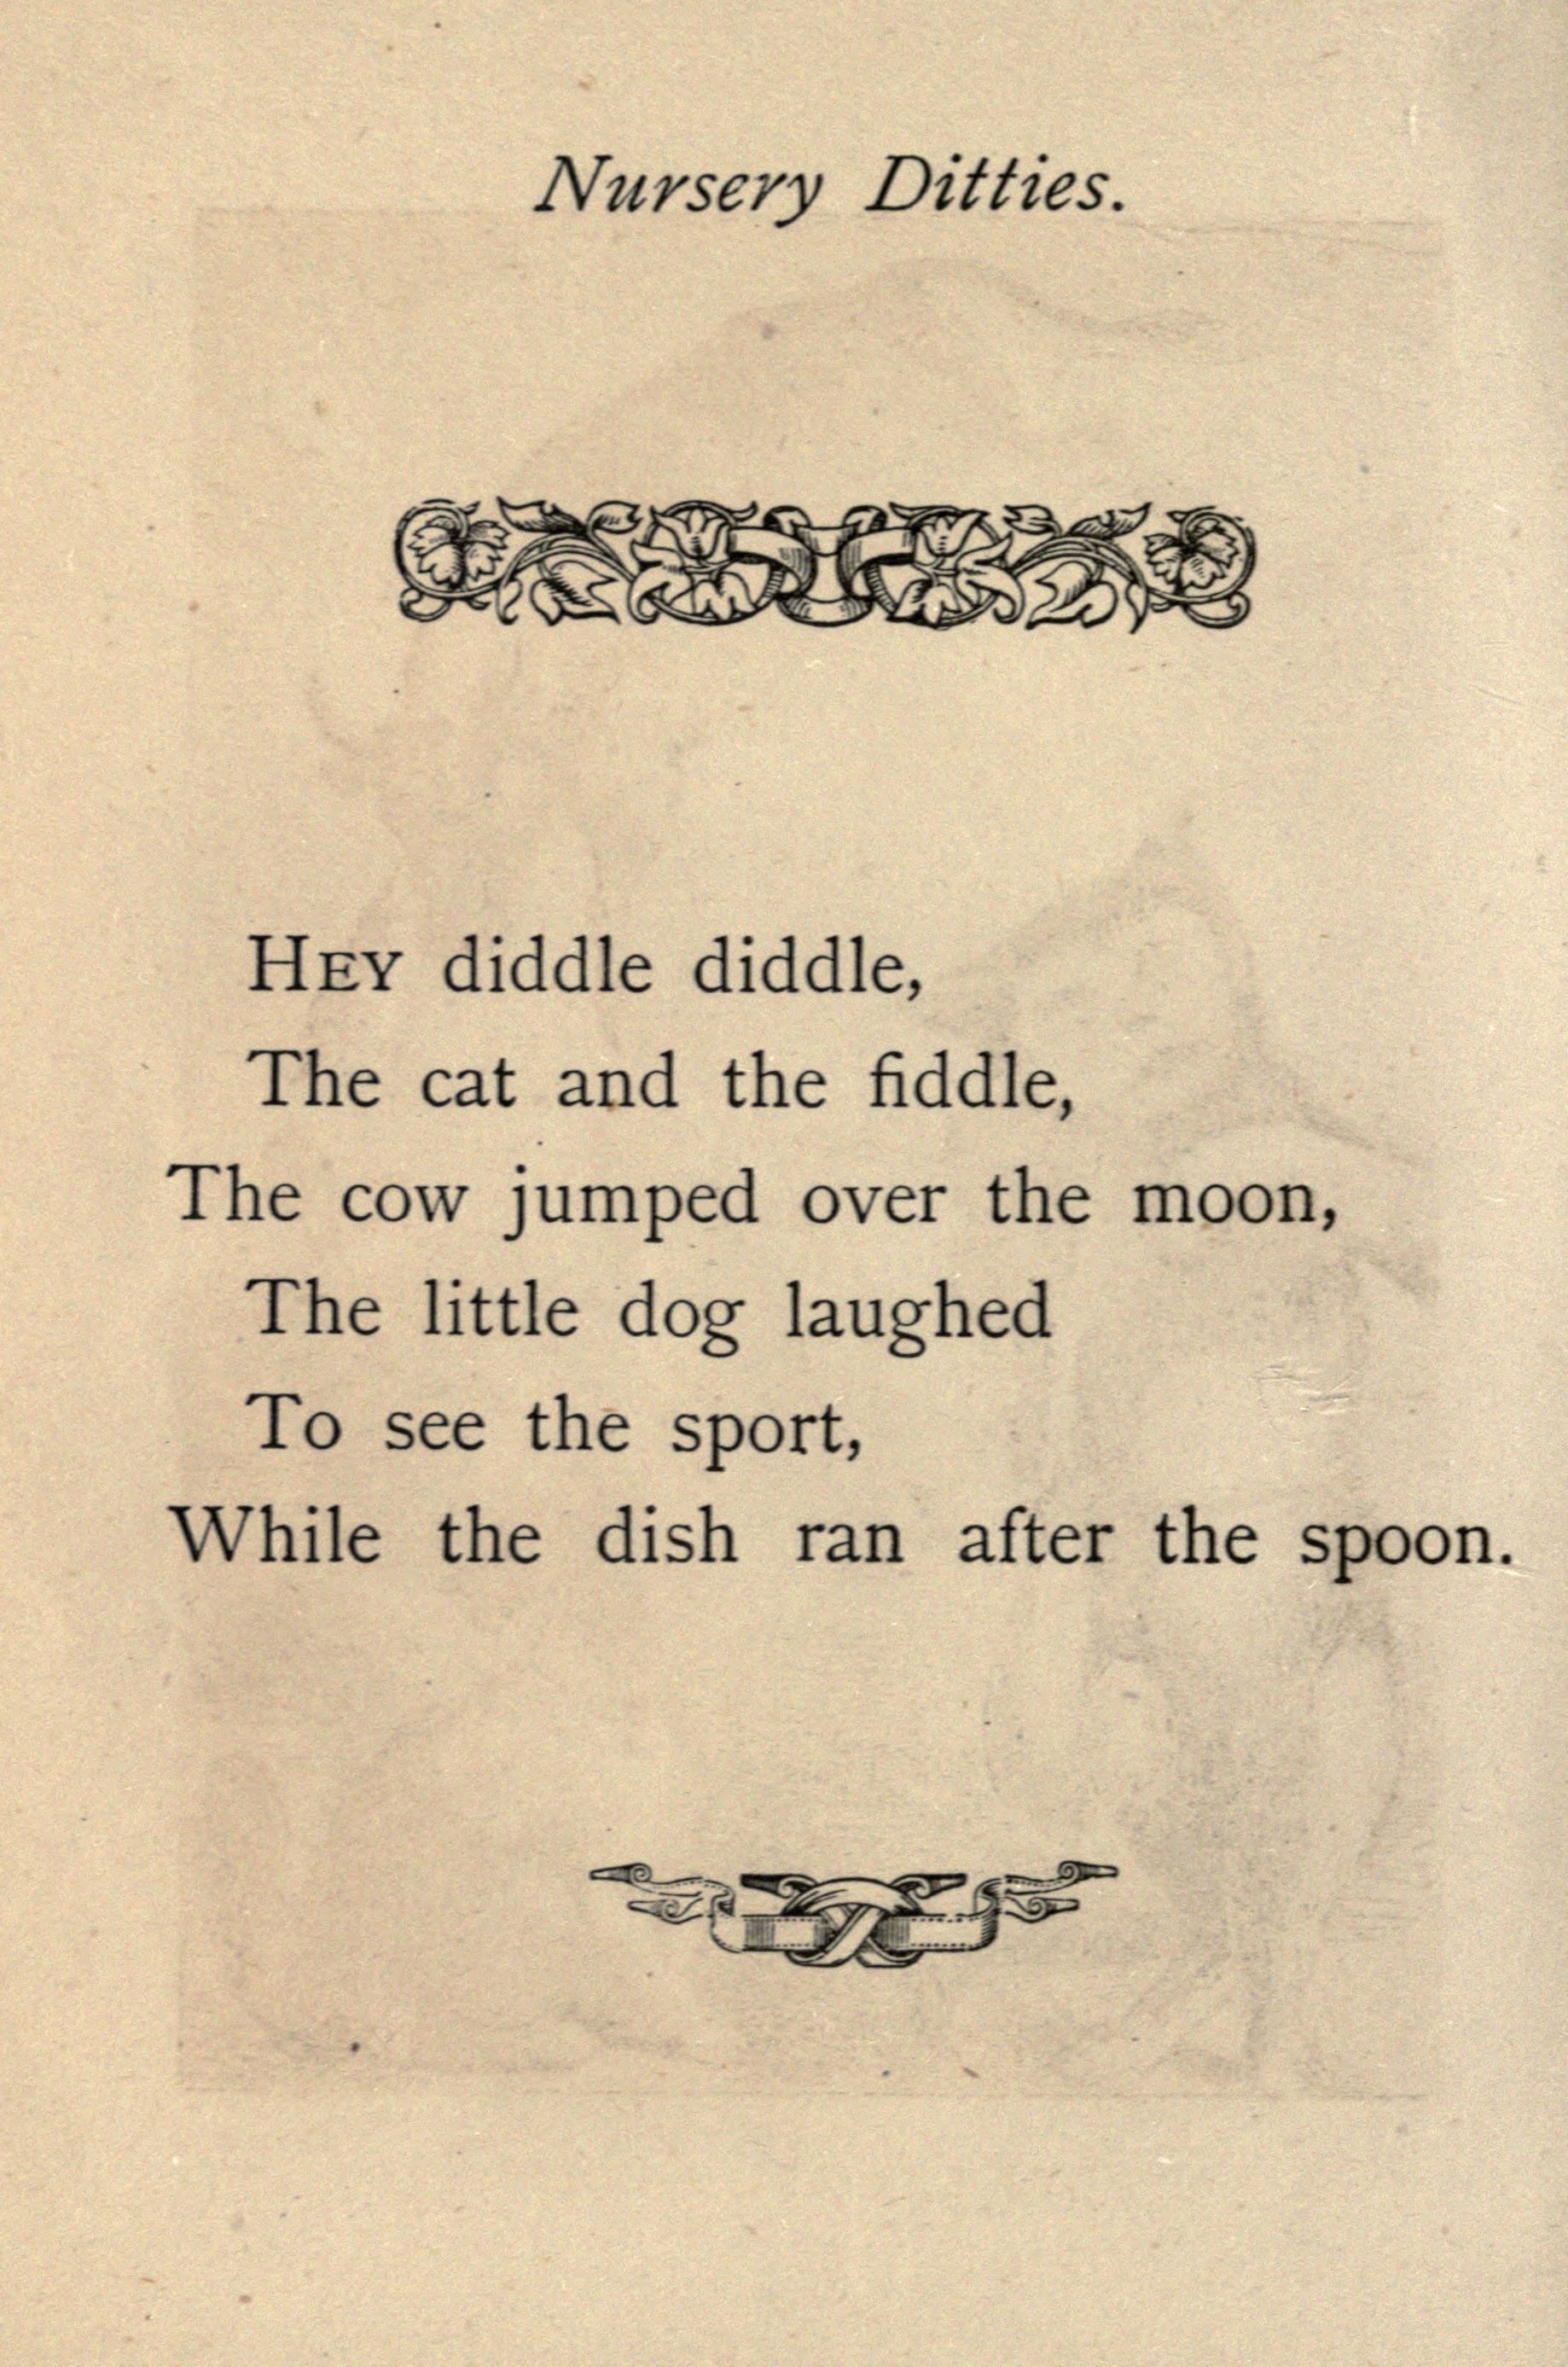 Nursery Ditties.
HEY diddle diddle,
The cat and the fiddle,
The cow jumped over the moon,
The little dog laughed
To see the sport,
While the dish ran after the spoon.